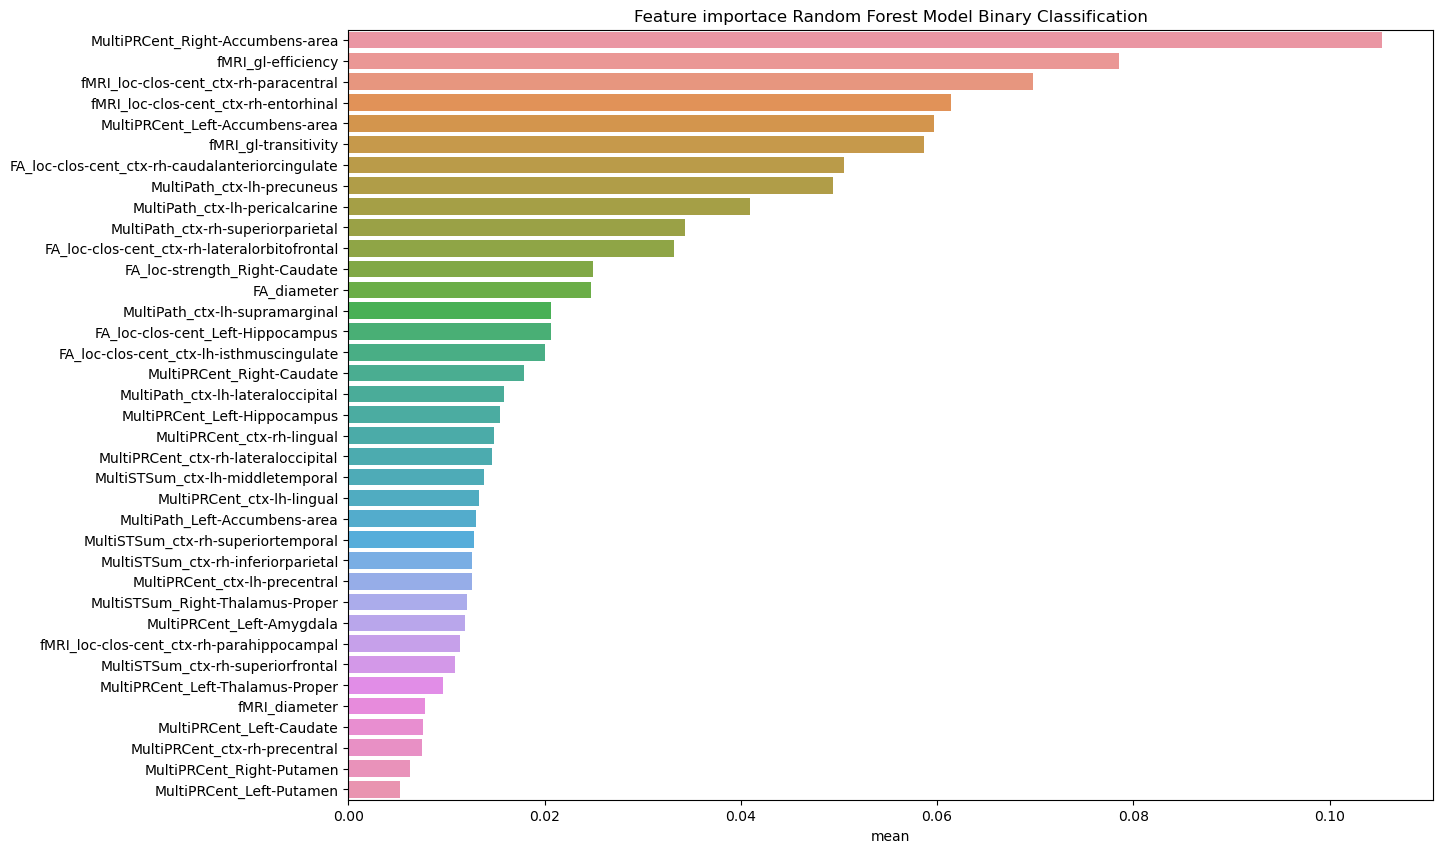 Feature importace Random Forest Model Binary Classification
MultiPRCent_Right-Accumbens-area
fMRI_gl-efficiency
fMRI_loc-clos-cent_ctx-rh-paracentral
fMRI_loc-clos-cent_ctx-rh-entorhinal
MultiPRCent_Left-Accumbens-area
fMRI_gl-transitivity
FA_loc-clos-cent_ctx-rh-caudalanteriorcingulate
MultiPath_ctx-lh-precuneus
MultiPath_ctx-lh-pericalcarine
MultiPath_ctx-rh-superiorparietal
FA_loc-clos-cent_ctx-rh-lateralorbitofrontal
FA_loc-strength_Right-Caudate
FA_diameter
MultiPath_ctx-lh-supramarginal
FA_loc-clos-cent_Left-Hippocampus
FA_loc-clos-cent_ctx-lh-isthmuscingulate
MultiPRCent_Right-Caudate
MultiPath_ctx-lh-lateraloccipital
MultiPRCent_Left-Hippocampus
MultiPRCent_ctx-rh-lingual
MultiPRCent_ctx-rh-lateraloccipital
MultiSTSum_ctx-lh-middletemporal
MultiPRCent_ctx-lh-lingual
MultiPath_Left-Accumbens-area
MultiSTSum_ctx-rh-superiortemporal
MultiSTSum_ctx-rh-inferiorparietal
MultiPRCent_ctx-lh-precentral
MultiSTSum_Right-Thalamus-Proper
MultiPRCent_Left-Amygdala
fMRI_loc-clos-cent_ctx-rh-parahippocampal
MultiSTSum_ctx-rh-superiorfrontal
MultiPRCent_Left-Thalamus-Proper
fMRI_diameter
MultiPRCent_Left-Caudate
MultiPRCent_ctx-rh-precentral
MultiPRCent_Right-Putamen
MultiPRCent_Left-Putamen
0.00 0.02 0.04 0.06 0.08 0.10
mean